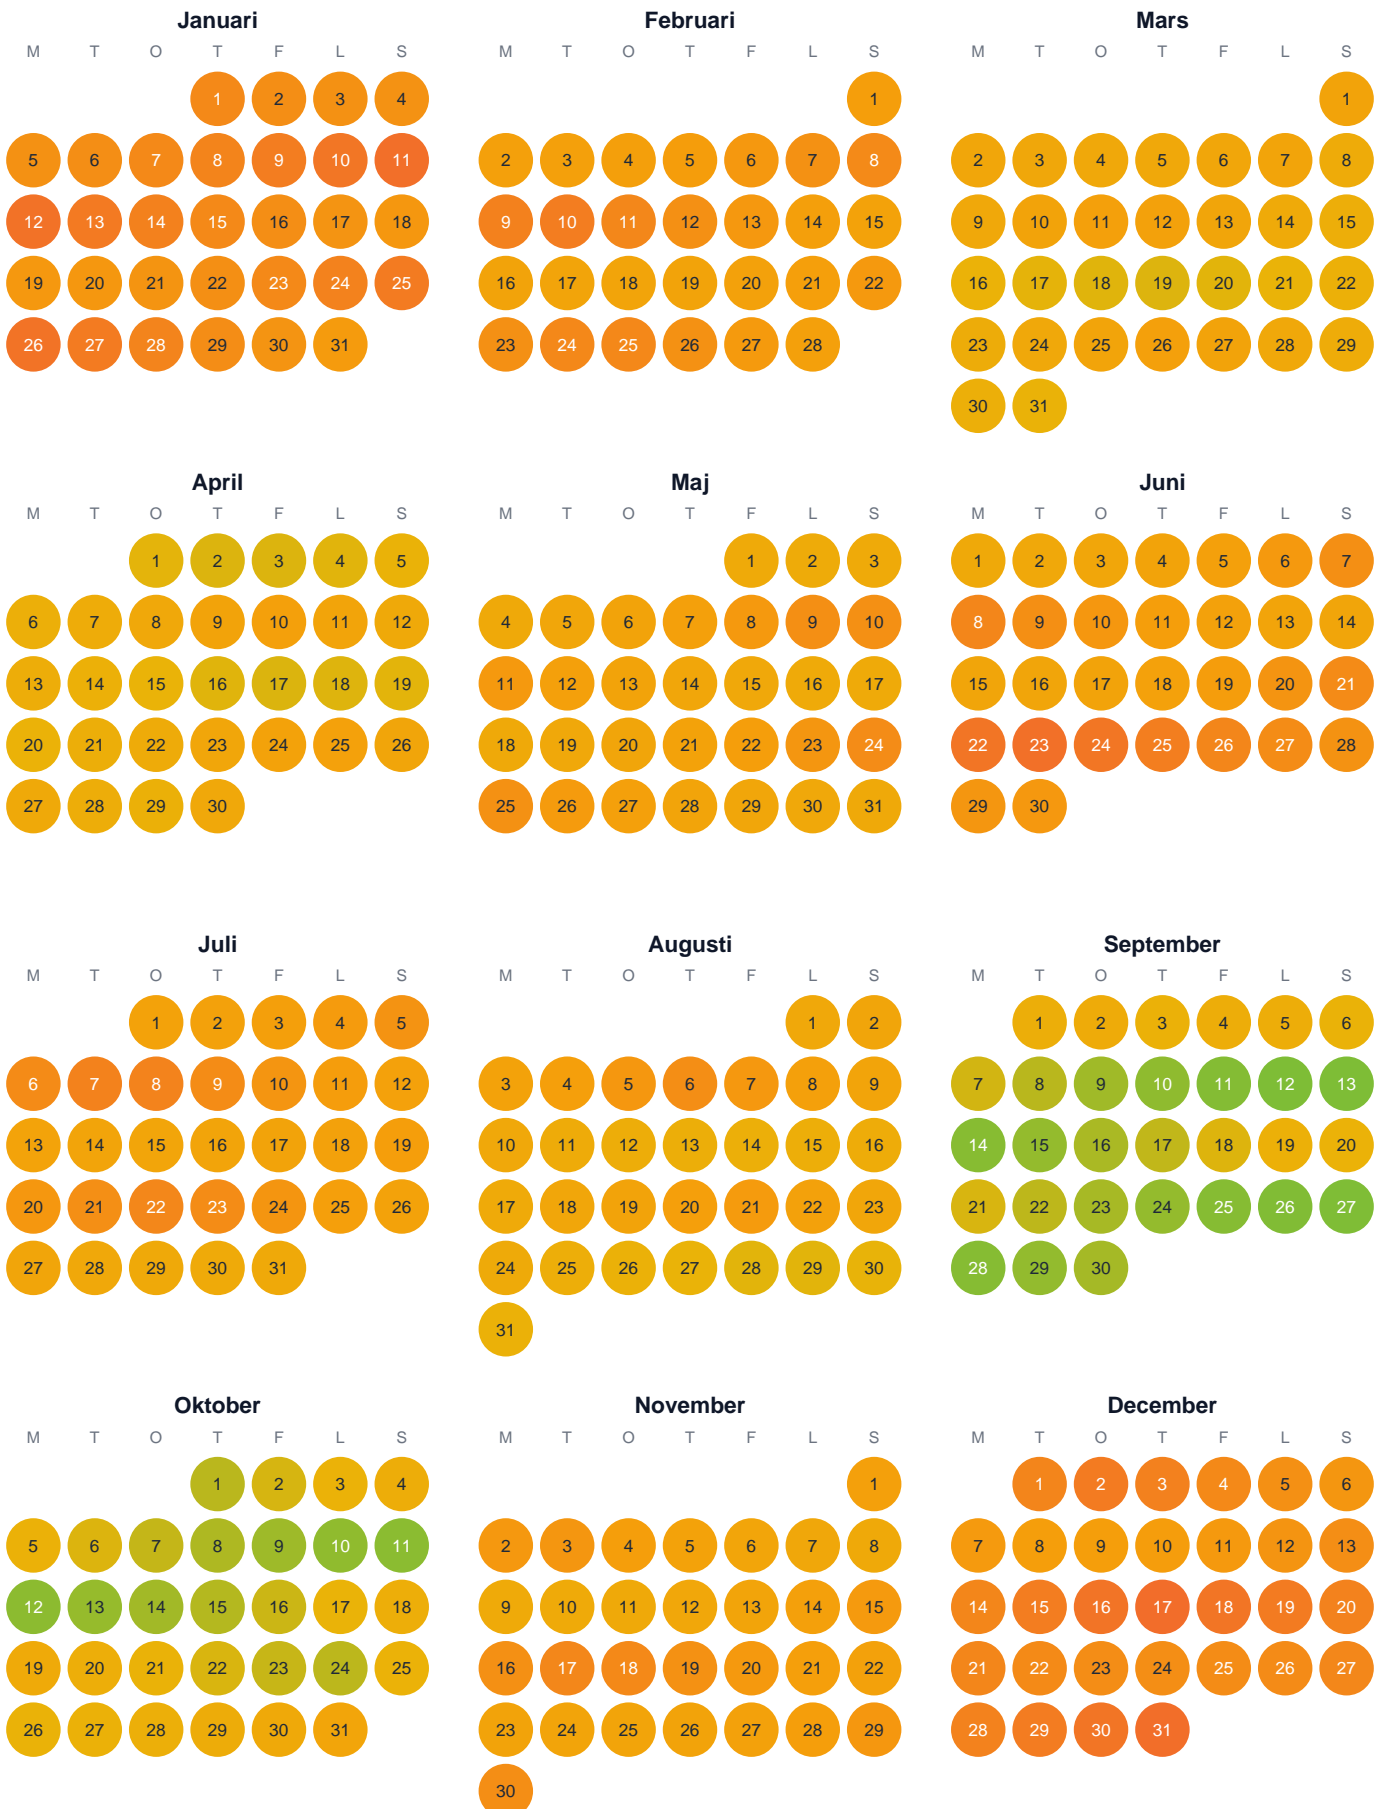 Januari Februari Mars
M T O T F L S M T O T F L S M T O T F L S
1 2 3 4 1 1
5 6 7 8 9 10 11 2 3 4 5 6 7 8 2 3 4 5 6 7 8
12 13 14 15 16 17 18 9 10 11 12 13 14 15 9 10 11 12 13 14 15
19 20 21 22 23 24 25 16 17 18 19 20 21 22 16 17 18 19 20 21 22
26 27 28 29 30 31 23 24 25 26 27 28 23 24 25 26 27 28 29
30 31
April Maj Juni
M T O T F L S M T O T F L S M T O T F L S
1 2 3 4 5 1 2 3 1 2 3 4 5 6 7
6 7 8 9 10 11 12 4 5 6 7 8 9 10 8 9 10 11 12 13 14
13 14 15 16 17 18 19 11 12 13 14 15 16 17 15 16 17 18 19 20 21
20 21 22 23 24 25 26 18 19 20 21 22 23 24 22 23 24 25 26 27 28
27 28 29 30 25 26 27 28 29 30 31 29 30
Juli Augusti September
M T O T F L S M T O T F L S M T O T F L S
1 2 3 4 5 1 2 1 2 3 4 5 6
6 7 8 9 10 11 12 3 4 5 6 7 8 9 7 8 9 10 11 12 13
13 14 15 16 17 18 19 10 11 12 13 14 15 16 14 15 16 17 18 19 20
20 21 22 23 24 25 26 17 18 19 20 21 22 23 21 22 23 24 25 26 27
27 28 29 30 31 24 25 26 27 28 29 30 28 29 30
31
Oktober November December
M T O T F L S M T O T F L S M T O T F L S
1 2 3 4 1 1 2 3 4 5 6
5 6 7 8 9 10 11 2 3 4 5 6 7 8 7 8 9 10 11 12 13
12 13 14 15 16 17 18 9 10 11 12 13 14 15 14 15 16 17 18 19 20
19 20 21 22 23 24 25 16 17 18 19 20 21 22 21 22 23 24 25 26 27
26 27 28 29 30 31 23 24 25 26 27 28 29 28 29 30 31
30